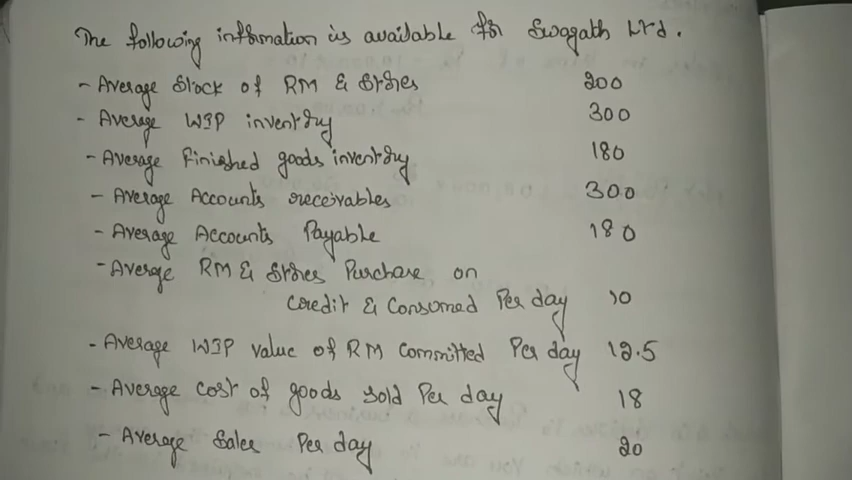 The following information is available for Swagath Ltd.
- Average Stock of RM & Stores 200
- Average WIP inventory 300
- Average Finished goods inventory 180
- Average Accounts receivables 300
- Average Accounts Payable 180
- Average RM & Stores Purchase on
credit & consumed Per day 10
- Average WIP value of RM committed Per day 12.5
- Average cost of goods sold Per day 18
- Average Sales Per day 20